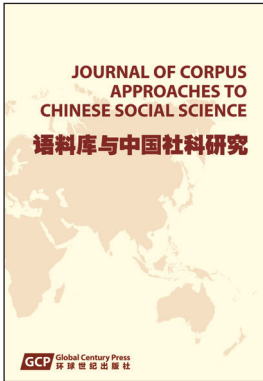 JOURNAL OF CORPUS
APPROACHES TO
CHINESE SOCIAL SCIENCE
语料库与中国社科研究
GCP Global Century Press
环球世纪出版社